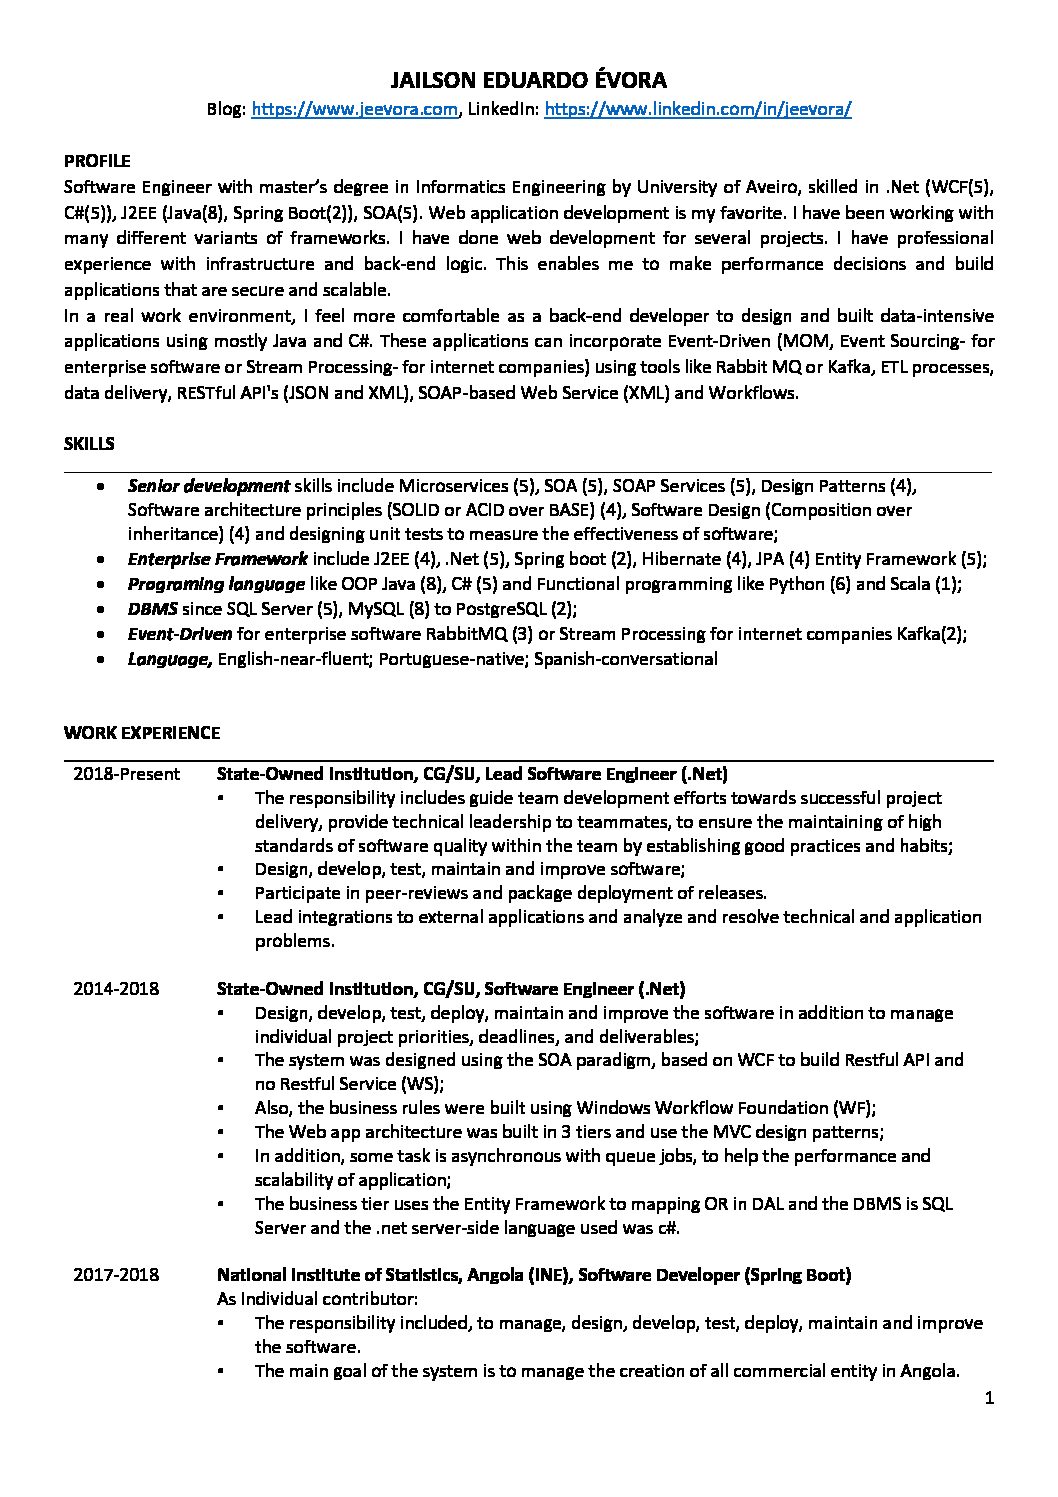 JAILSON EDUARDO ÉVORA
Blog: https://www.jeevora.com, LinkedIn: https://www.linkedin.com/in/jeevora/
PROFILE
Software Engineer with master’s degree in Informatics Engineering by University of Aveiro, skilled in .Net (WCF(5),
C#(5)), J2EE (Java(8), Spring Boot(2)), SOA(5). Web application development is my favorite. I have been working with
many different variants of frameworks. I have done web development for several projects. I have professional
experience with infrastructure and back-end logic. This enables me to make performance decisions and build
applications that are secure and scalable.
In a real work environment, I feel more comfortable as a back-end developer to design and built data-intensive
applications using mostly Java and C#. These applications can incorporate Event-Driven (MOM, Event Sourcing- for
enterprise software or Stream Processing- for internet companies) using tools like Rabbit MQ or Kafka, ETL processes,
data delivery, RESTful API's (JSON and XML), SOAP-based Web Service (XML) and Workflows.
SKILLS
• Senior development skills include Microservices (5), SOA (5), SOAP Services (5), Design Patterns (4),
Software architecture principles (SOLID or ACID over BASE) (4), Software Design (Composition over
inheritance) (4) and designing unit tests to measure the effectiveness of software;
• Enterprise Framework include J2EE (4), .Net (5), Spring boot (2), Hibernate (4), JPA (4) Entity Framework (5);
• Programing language like OOP Java (8), C# (5) and Functional programming like Python (6) and Scala (1);
• DBMS since SQL Server (5), MySQL (8) to PostgreSQL (2);
• Event-Driven for enterprise software RabbitMQ (3) or Stream Processing for internet companies Kafka(2);
• Language, English-near-fluent; Portuguese-native; Spanish-conversational
WORK EXPERIENCE
2018-Present State-Owned Institution, CG/SIJ, Lead Software Engineer (.Net)
▪ The responsibility includes guide team development efforts towards successful project
delivery, provide technical leadership to teammates, to ensure the maintaining of high
standards of software quality within the team by establishing good practices and habits;
▪ Design, develop, test, maintain and improve software;
▪ Participate in peer-reviews and package deployment of releases.
▪ Lead integrations to external applications and analyze and resolve technical and application
problems.
2014-2018 State-Owned Institution, CG/SIJ, Software Engineer (.Net)
▪ Design, develop, test, deploy, maintain and improve the software in addition to manage
individual project priorities, deadlines, and deliverables;
▪ The system was designed using the SOA paradigm, based on WCF to build Restful API and
no Restful Service (WS);
▪ Also, the business rules were built using Windows Workflow Foundation (WF);
▪ The Web app architecture was built in 3 tiers and use the MVC design patterns;
▪ In addition, some task is asynchronous with queue jobs, to help the performance and
scalability of application;
▪ The business tier uses the Entity Framework to mapping OR in DAL and the DBMS is SQL
Server and the .net server-side language used was c#.
2017-2018 National Institute of Statistics, Angola (INE), Software Developer (Spring Boot)
As Individual contributor:
▪ The responsibility included, to manage, design, develop, test, deploy, maintain and improve
the software.
▪ The main goal of the system is to manage the creation of all commercial entity in Angola.
1